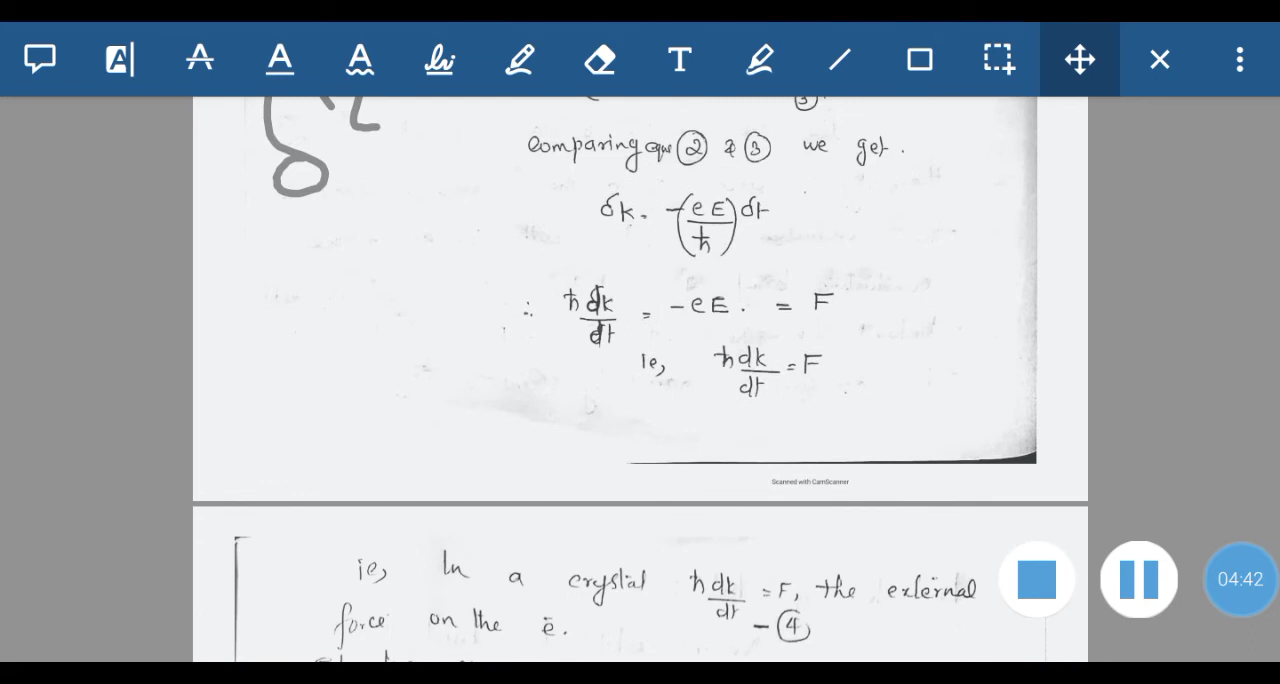 ③
Comparing eqn ② & ③ we get.
δk = -(eE/ħ) dt
∴ ħ dk/dt = -eE. = F
ie, ħ dk/dt = F
Scanned with CamScanner
ie, In a crystal ħ dk/dt = F, the external
force on the ē. - ④
04:42